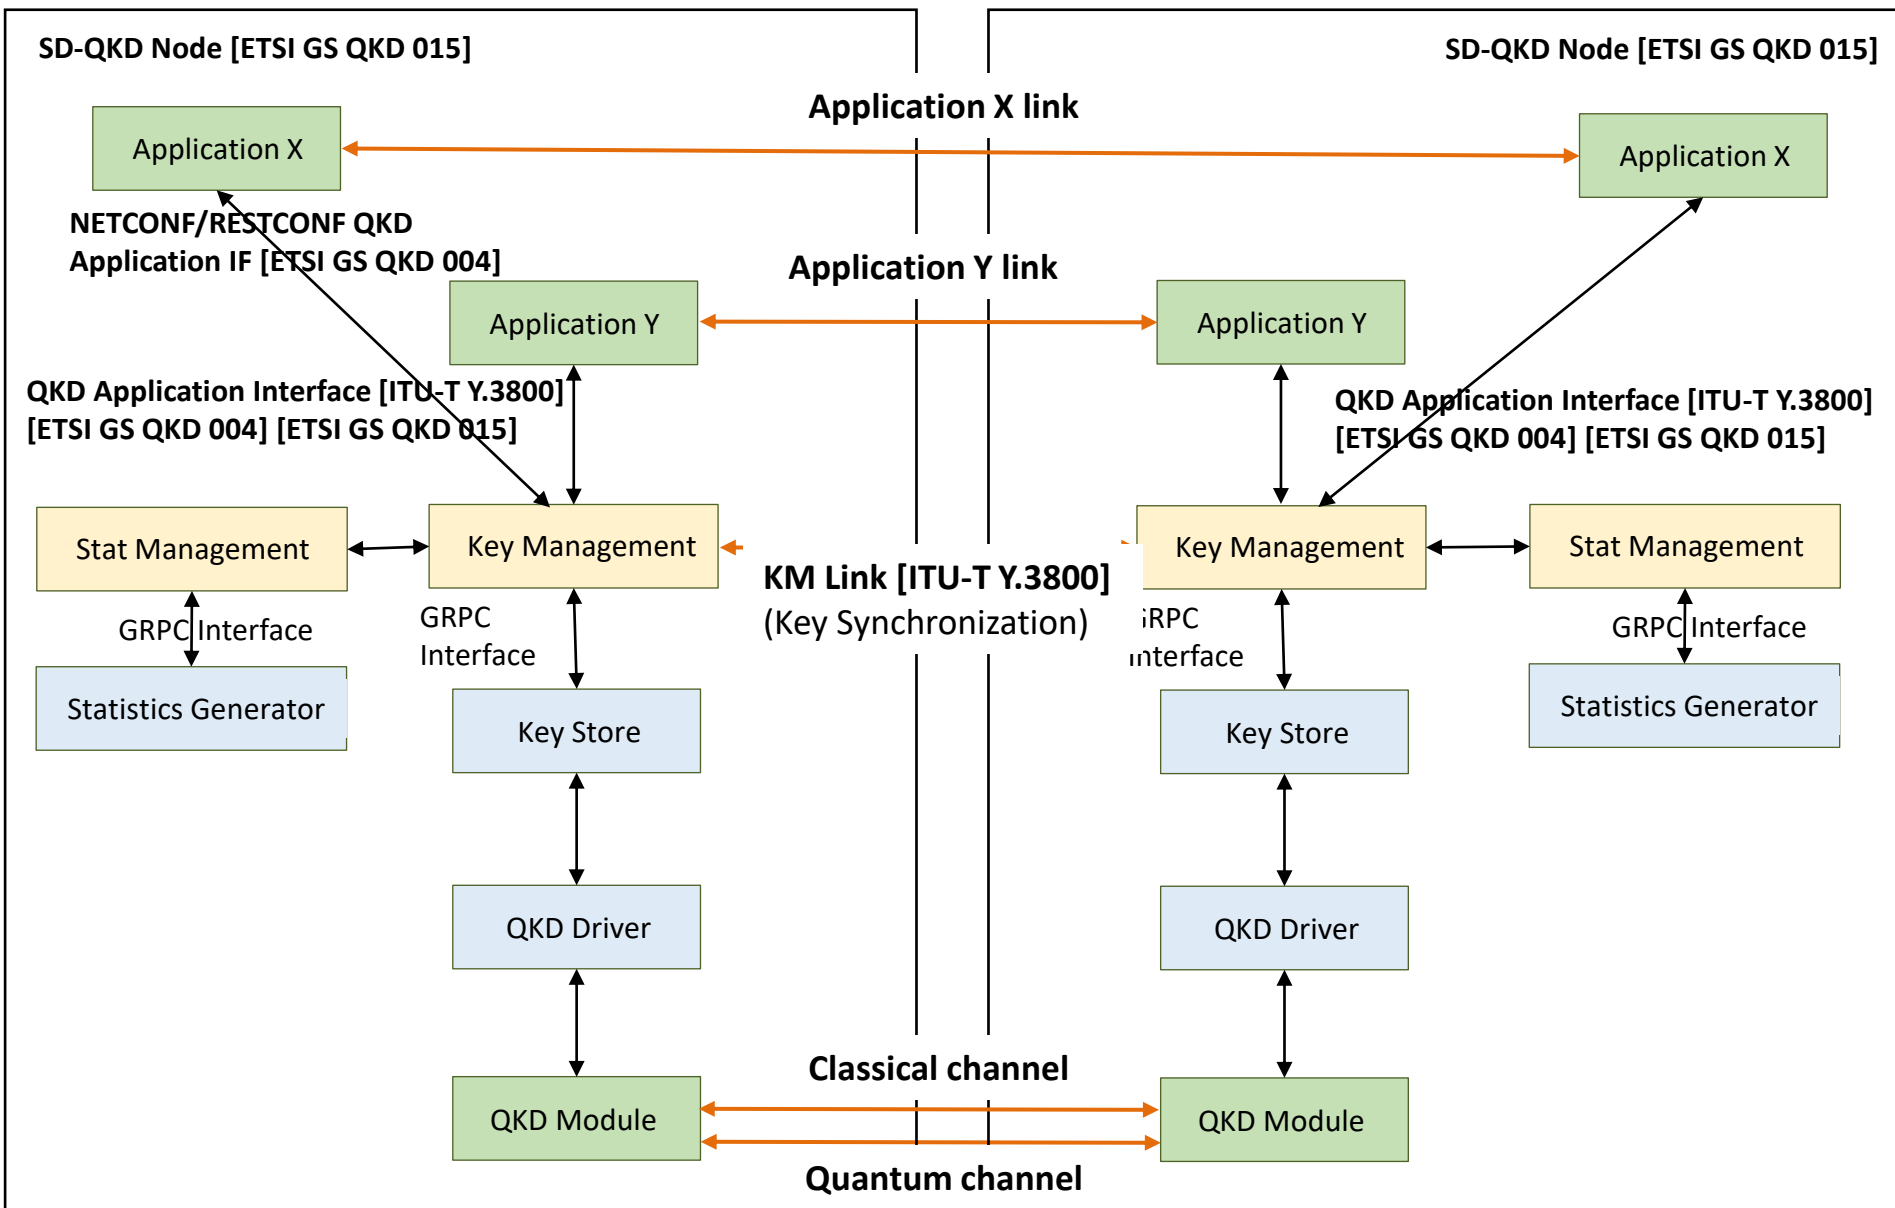 SD-QKD Node [ETSI GS QKD 015]
SD-QKD Node [ETSI GS QKD 015]
Application X link
Application X
Application X
NETCONF/RESTCONF QKD
Application IF [ETSI GS QKD 004]
Application Y link
Application Y
Application Y
QKD Application Interface [ITU-T Y.3800]
[ETSI GS QKD 004] [ETSI GS QKD 015]
QKD Application Interface [ITU-T Y.3800]
[ETSI GS QKD 004] [ETSI GS QKD 015]
Stat Management
Key Management
Key Management
Stat Management
KM Link [ITU-T Y.3800]
(Key Synchronization)
GRPC Interface
GRPC
Interface
GRPC
Interface
GRPC Interface
Statistics Generator
Key Store
Key Store
Statistics Generator
QKD Driver
QKD Driver
Classical channel
QKD Module
QKD Module
Quantum channel